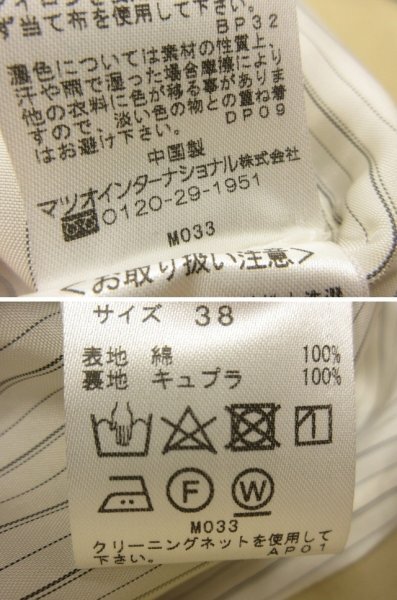 ず当て布を使用して下さい。
BP32
濃色については素材の性質上、
汗や雨で湿った場合摩擦により
他の衣料に色が移る事がありま
すので、淡い色の物との重ね着
はお避け下さい。
DP09
中国製
マツオインターナショナル株式会社
0120-29-1951
M033
<お取り扱い注意>
サイズ 38
表地 綿 100%
裏地 キュプラ 100%
F
W
M033
クリーニングネットを使用して
下さい。
AP01